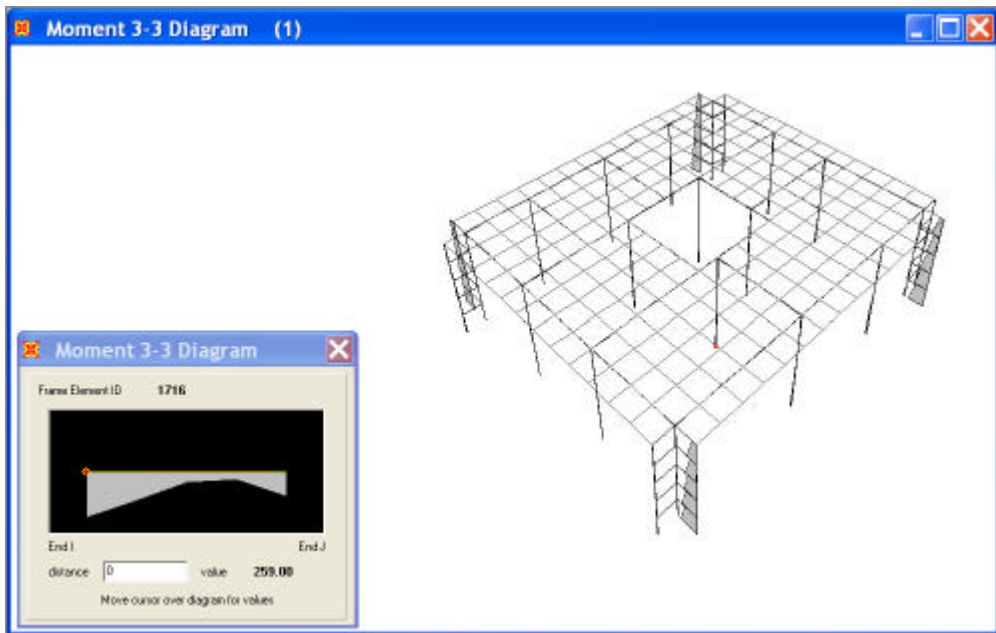 Moment 3-3 Diagram (1)
Moment 3-3 Diagram
Frame Element ID 1716
End I End J
distance 0 value 259.00
Move cursor over diagram for values